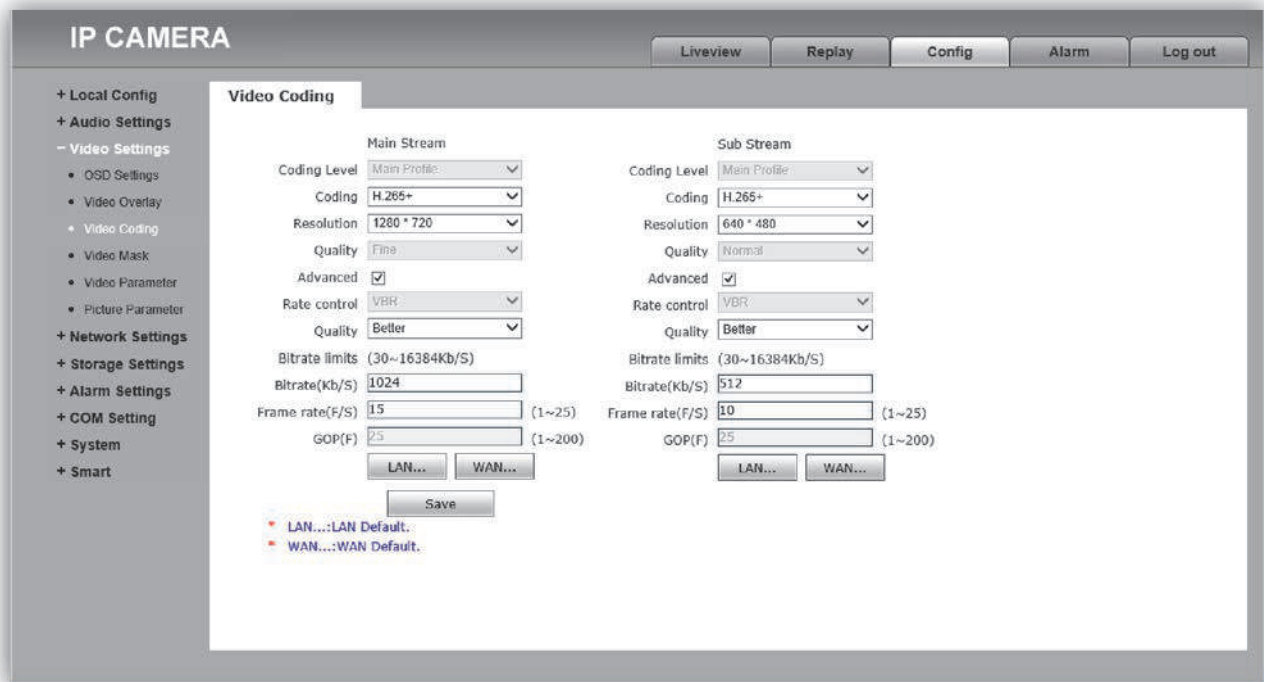 IP CAMERA
Liveview Replay Config Alarm Log out
+ Local Config
+ Audio Settings
− Video Settings
• OSD Settings
• Video Overlay
• Video Coding
• Video Mask
• Video Parameter
• Picture Parameter
+ Network Settings
+ Storage Settings
+ Alarm Settings
+ COM Setting
+ System
+ Smart
Video Coding
Main Stream
Coding Level Main Profile
Coding H.265+
Resolution 1280 * 720
Quality Fine
Advanced
Rate control VBR
Quality Better
Bitrate limits (30~16384Kb/S)
Bitrate(Kb/S) 1024
Frame rate(F/S) 15 (1~25)
GOP(F) 25 (1~200)
LAN... WAN...
Sub Stream
Coding Level Main Profile
Coding H.265+
Resolution 640 * 480
Quality Normal
Advanced
Rate control VBR
Quality Better
Bitrate limits (30~16384Kb/S)
Bitrate(Kb/S) 512
Frame rate(F/S) 10 (1~25)
GOP(F) 25 (1~200)
LAN... WAN...
Save
* LAN...:LAN Default.
* WAN...:WAN Default.